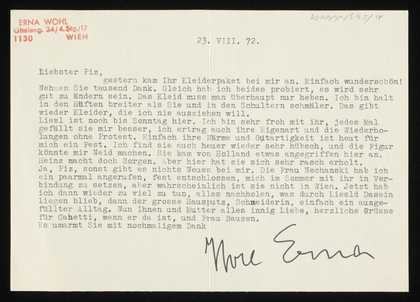 ERNA WOHL
Gheleng. 34/4.Stg./17
1130 WIEN
23. VIII. 72.
Liebster Piz,
gestern kam Ihr Kleiderpaket bei mir an. Einfach wunderschön!
Nehmen Sie tausend Dank. Gleich hab ich beides probiert, es wird sehr
gut zu ändern sein. Das Kleid muss man überhaupt nur heben. Ich bin halt
in den Hüften breiter als Sie und in den Schultern schmäler. Das gibt
wieder Kleider, die ich nie ausziehen will.
Liesl ist noch bis Sonntag hier. Ich bin sehr froh mit ihr, jedes Mal
gefällt sie mir besser, ich ertrag auch ihre Eigenart und die Wiederho-
lungen ohne Protest. Einfach ihre Wärme und Gutartigkeit ist heut für
mich ein Fest. Ich find sie auch heuer wieder sehr hübsch, und die Figur
könnte mir Neid machen. Sie kam von Holland etwas angegriffen hier an.
Heinz macht doch Sorgen. Aber hier hat sie sich sehr rasch erholt.
Ja, Piz, sonst gibt es nichts Neues bei mir. Die Frau Nechanski hab ich
ein paarmal angerufen, fest entschlossen, mich im Sommer mit ihr in Ver-
bindung zu setzen, aber wahrscheinlich ist sie nicht in Wien. Jetzt hab
ich dann wieder zu viel zu tun, alles nachholen, was durch Liesls Dasein
liegen blieb, dann der grosse Hausputz, Schneiderin, einfach ein ausge-
füllter Alltag. Nun Ihnen und Mutter alles innig Liebe, herzliche Grüsse
für Cahetti, wenn er da ist, und Frau Hausen.
Es umarmt Sie mit nochmaligem Dank
Ihre Erna